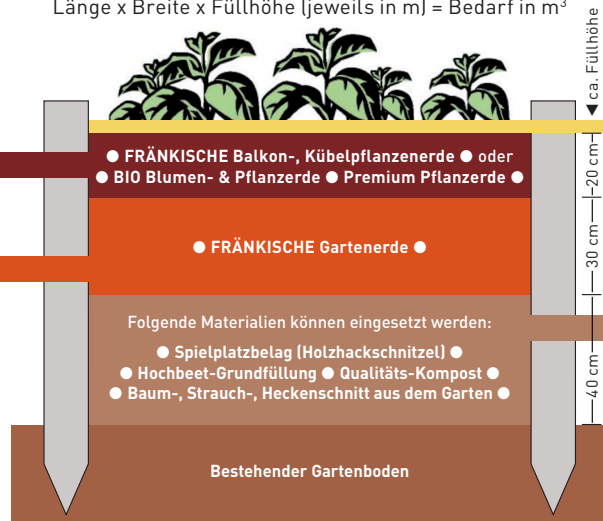 Länge x Breite x Füllhöhe (jeweils in m) = Bedarf in m³
◄ ca. Füllhöhe
● FRÄNKISCHE Balkon-, Kübelpflanzenerde ● oder
● BIO Blumen- & Pflanzerde ● Premium Pflanzerde ●
20 cm
● FRÄNKISCHE Gartenerde ●
30 cm
Folgende Materialien können eingesetzt werden:
● Spielplatzbelag (Holzhackschnitzel) ●
● Hochbeet-Grundfüllung ● Qualitäts-Kompost ●
● Baum-, Strauch-, Heckenschnitt aus dem Garten ●
40 cm
Bestehender Gartenboden